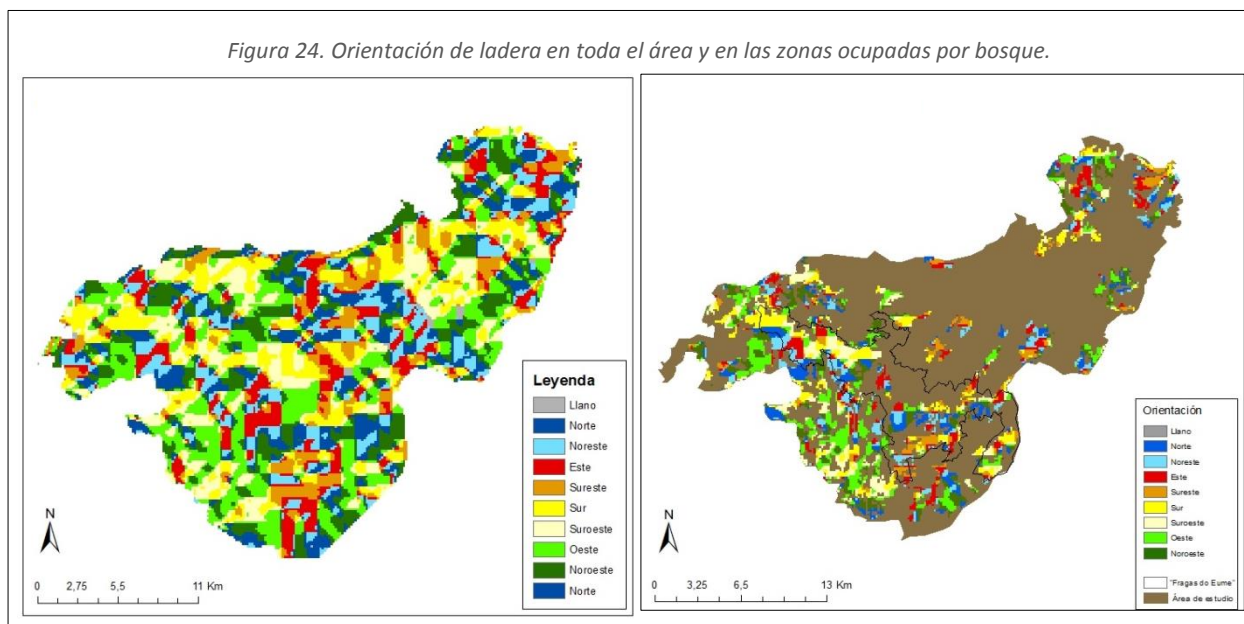 Figura 24. Orientación de ladera en toda el área y en las zonas ocupadas por bosque.
N
0 2,75 5,5 11 Km
Leyenda
Llano
Norte
Noreste
Este
Sureste
Sur
Suroeste
Oeste
Noroeste
Norte
N
0 3,25 6,5 13 Km
Orientación
Llano
Norte
Noreste
Este
Sureste
Sur
Suroeste
Oeste
Noroeste
"Fragas do Eume"
Área de estudio